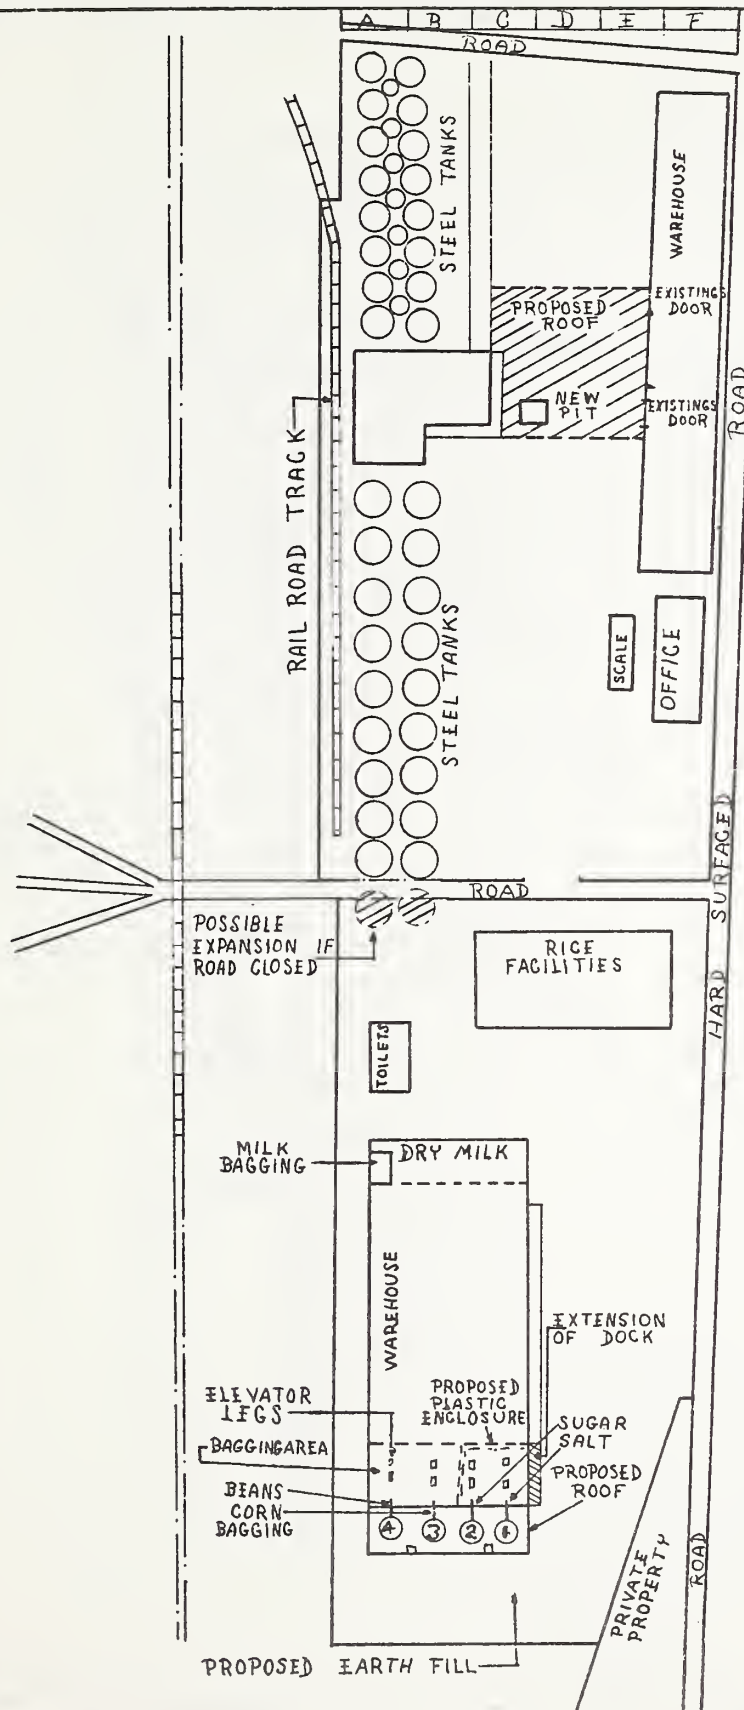 A B C D E F
ROAD
STEEL TANKS
WAREHOUSE
PROPOSED
ROOF
EXISTINGS
DOOR
NEW
PIT
EXISTINGS
DOOR
ROAD
RAIL ROAD TRACK
STEEL TANKS
SCALE
OFFICE
HARD SURFACED
ROAD
POSSIBLE
EXPANSION IF
ROAD CLOSED
RICE
FACILITIES
TOILETS
MILK
BAGGING
DRY MILK
WAREHOUSE
EXTENSION
OF DOCK
ELEVATOR
LEGS
PROPOSED
PLASTIC
ENCLOSURE
SUGAR
SALT
BAGGING AREA
PROPOSED
ROOF
BEANS
CORN
BAGGING
4 3 2 1
PRIVATE
PROPERTY
ROAD
PROPOSED EARTH FILL